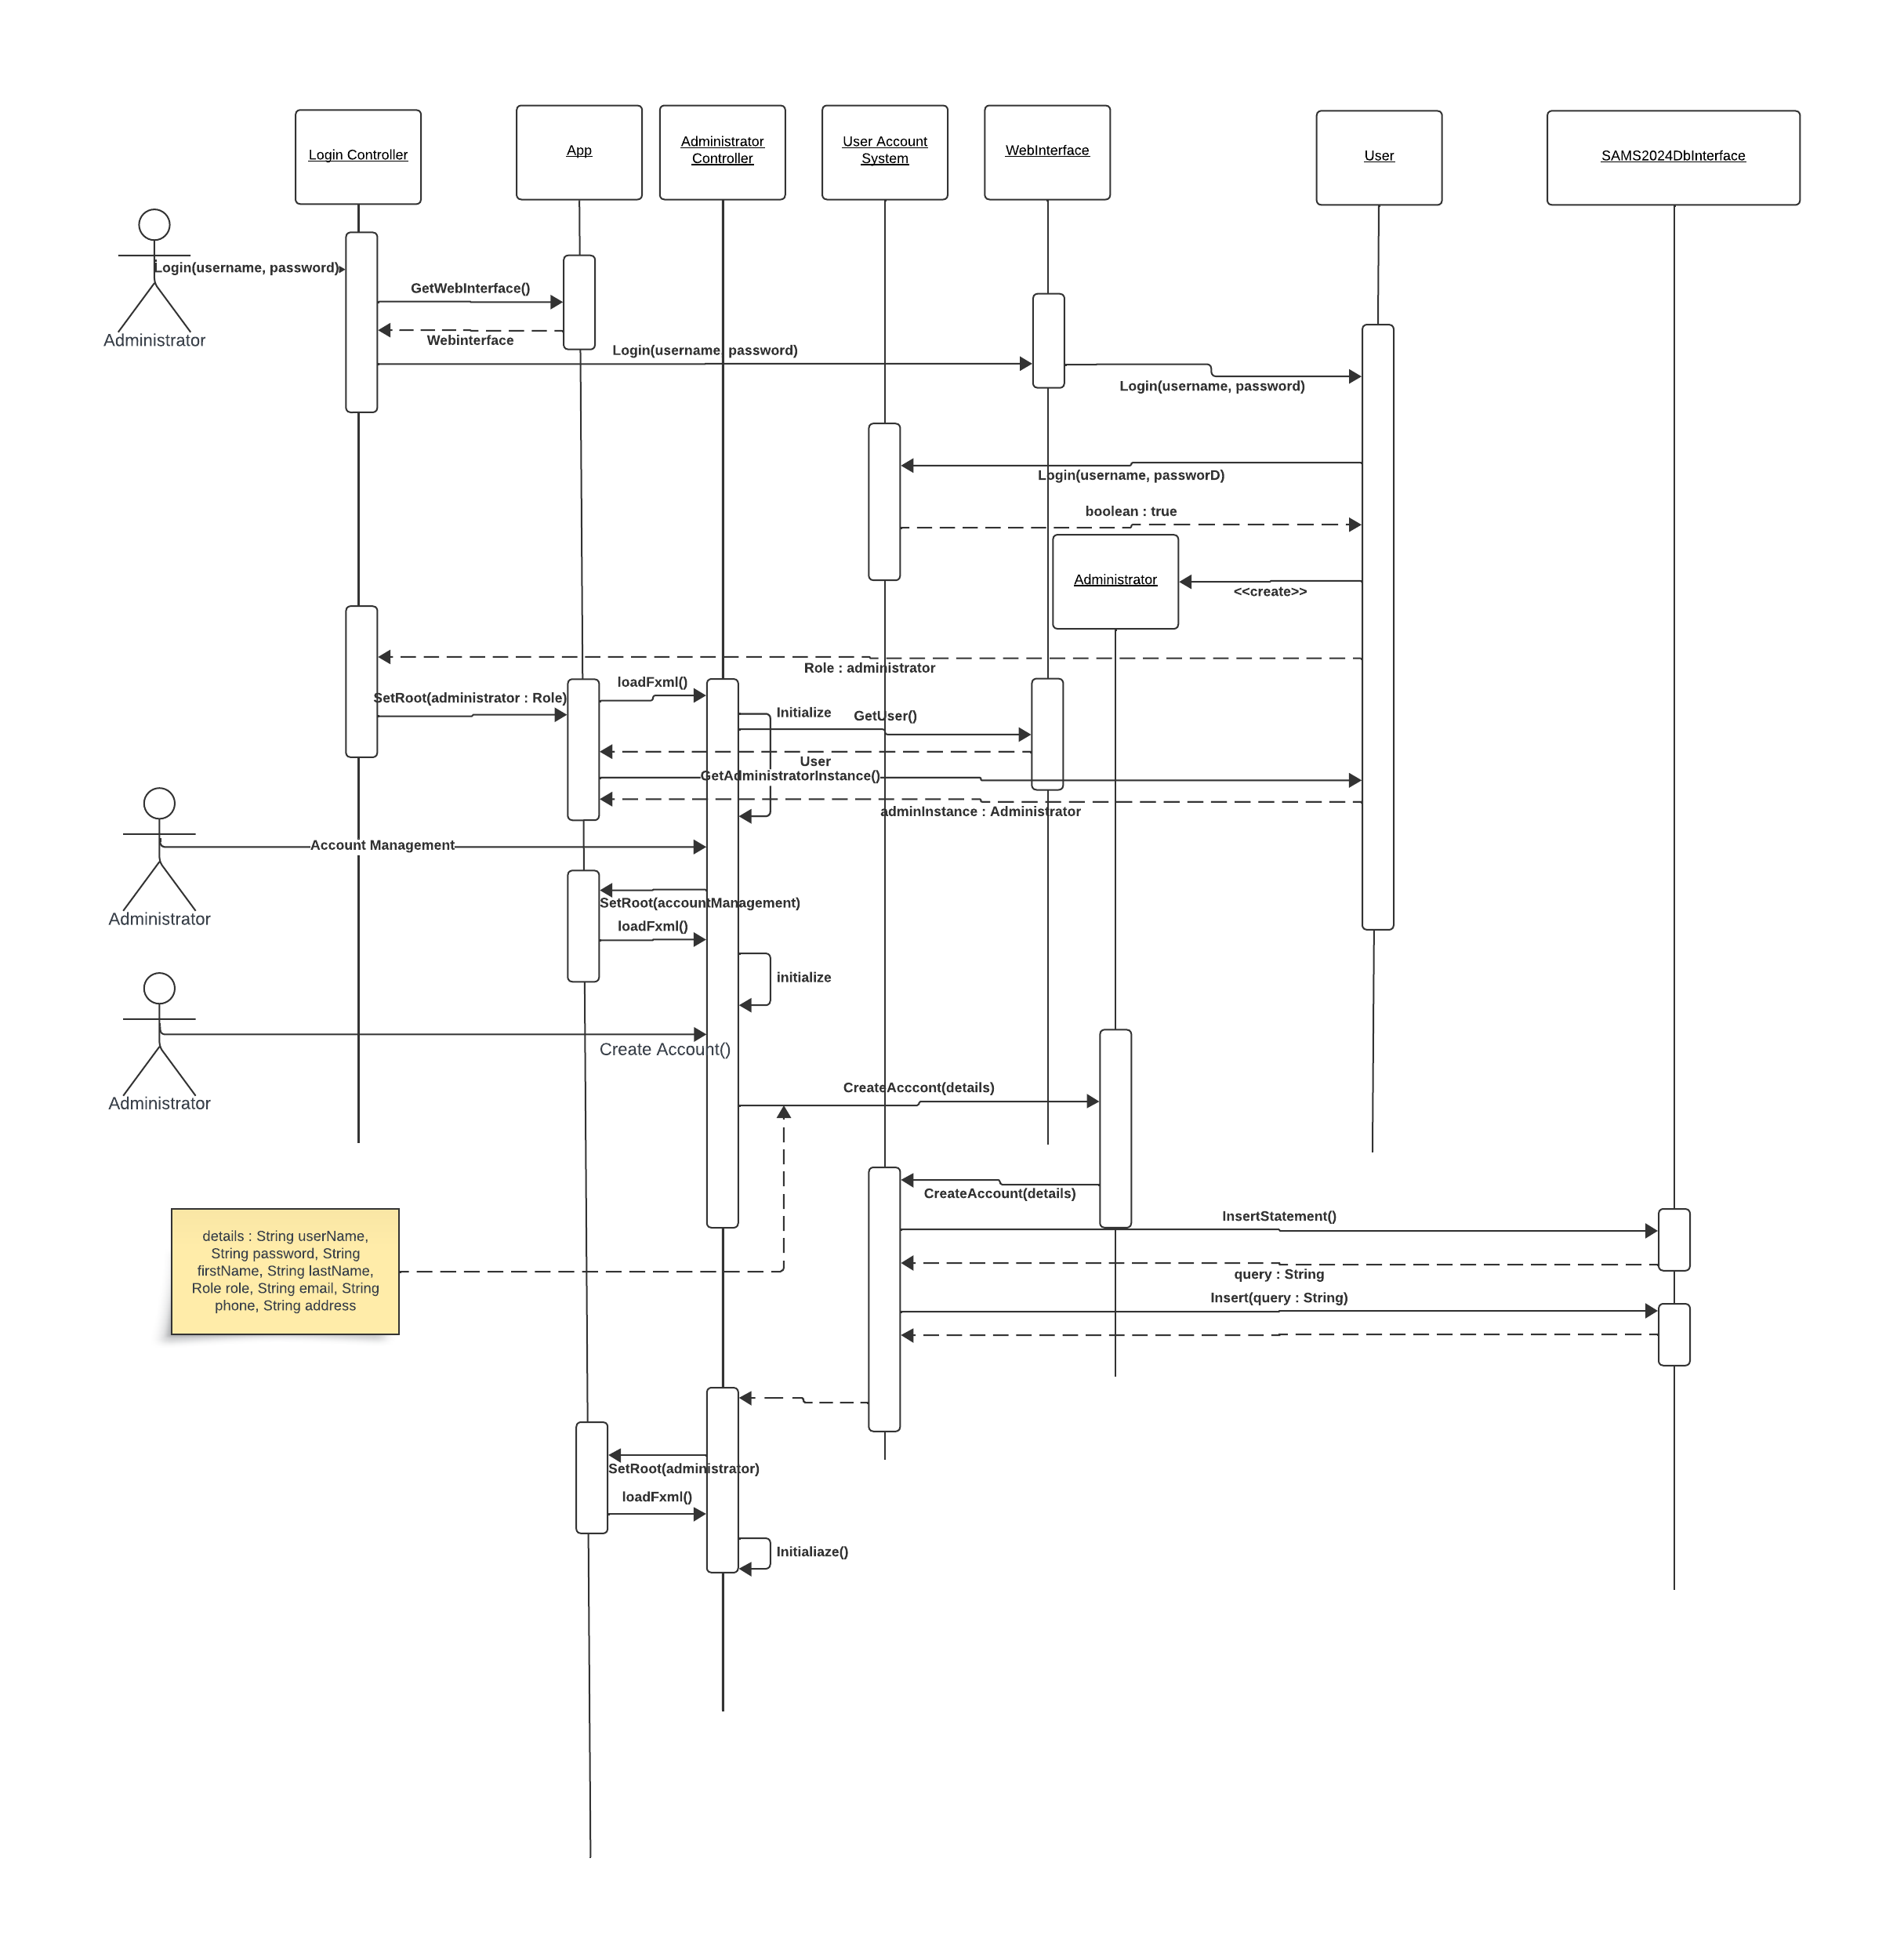 Login Controller
App
Administrator
Controller
User Account
System
WebInterface
User
SAMS2024DbInterface
Login(username, password)
Administrator
GetWebInterface()
Webinterface
Login(username, password)
Login(username, password)
Login(username, passworD)
boolean : true
Administrator
<<create>>
Role : administrator
loadFxml()
SetRoot(administrator : Role)
Initialize
GetUser()
User
GetAdministratorInstance()
adminInstance : Administrator
Account Management
Administrator
SetRoot(accountManagement)
loadFxml()
initialize
Create Account()
Administrator
CreateAcccont(details)
CreateAccount(details)
InsertStatement()
details : String userName,
String password, String
firstName, String lastName,
Role role, String email, String
phone, String address
query : String
Insert(query : String)
SetRoot(administrator)
loadFxml()
Initialiaze()